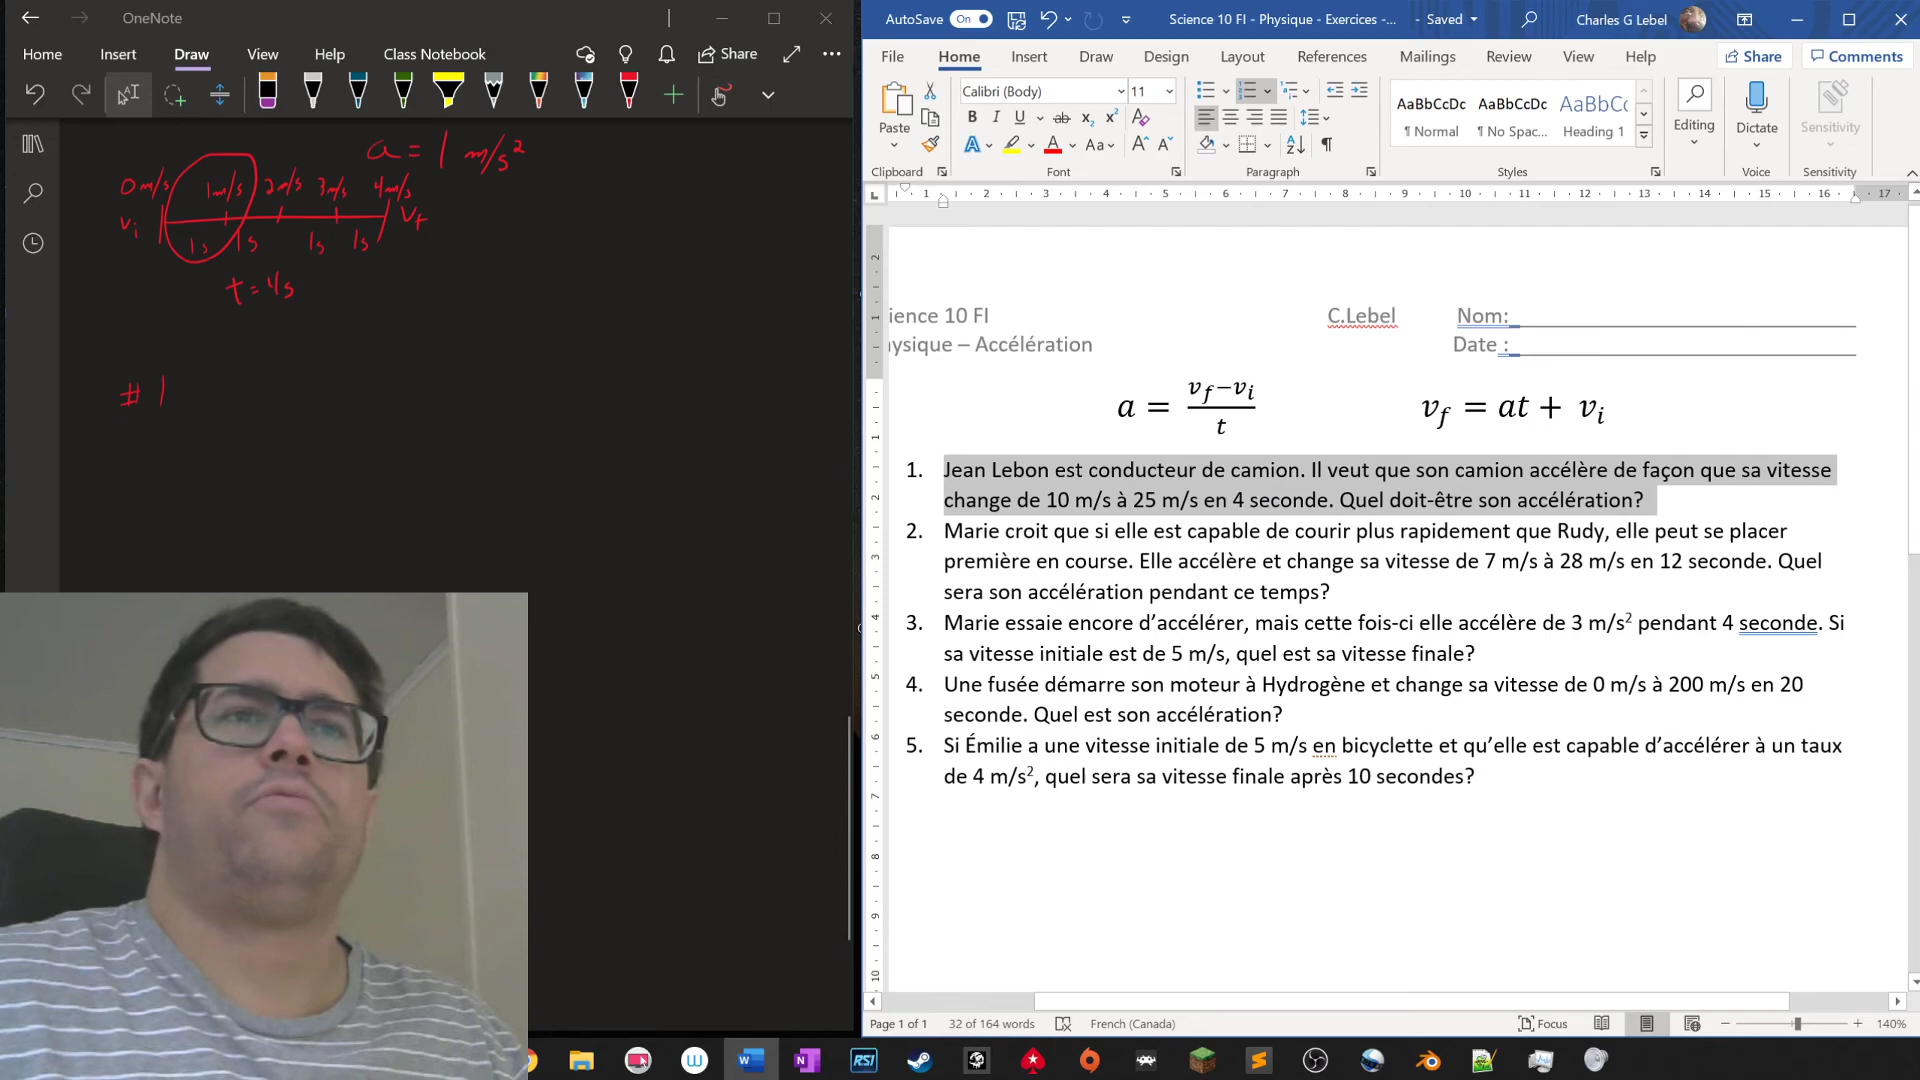 OneNote
Home Insert Draw View Help Class Notebook Share
a = 1 m/s²
0 m/s 1 m/s 2 m/s 3 m/s 4 m/s
vi vf
1s 1s 1s 1s
t = 4s
# 1
AutoSave On Science 10 FI - Physique - Exercices -... - Saved Charles G Lebel
File Home Insert Draw Design Layout References Mailings Review View Help Share Comments
Calibri (Body) 11
Paste
AaBbCcDc AaBbCcDc AaBbCc
¶ Normal ¶ No Spac... Heading 1
Editing Dictate Sensitivity
Clipboard Font Paragraph Styles Voice Sensitivity
ience 10 FI C.Lebel Nom:
ysique – Accélération Date :
a = (vf−vi)/t vf = at + vi
1. Jean Lebon est conducteur de camion. Il veut que son camion accélère de façon que sa vitesse
change de 10 m/s à 25 m/s en 4 seconde. Quel doit-être son accélération?
2. Marie croit que si elle est capable de courir plus rapidement que Rudy, elle peut se placer
première en course. Elle accélère et change sa vitesse de 7 m/s à 28 m/s en 12 seconde. Quel
sera son accélération pendant ce temps?
3. Marie essaie encore d’accélérer, mais cette fois-ci elle accélère de 3 m/s² pendant 4 seconde. Si
sa vitesse initiale est de 5 m/s, quel est sa vitesse finale?
4. Une fusée démarre son moteur à Hydrogène et change sa vitesse de 0 m/s à 200 m/s en 20
seconde. Quel est son accélération?
5. Si Émilie a une vitesse initiale de 5 m/s en bicyclette et qu’elle est capable d’accélérer à un taux
de 4 m/s², quel sera sa vitesse finale après 10 secondes?
Page 1 of 1 32 of 164 words French (Canada) Focus 140%